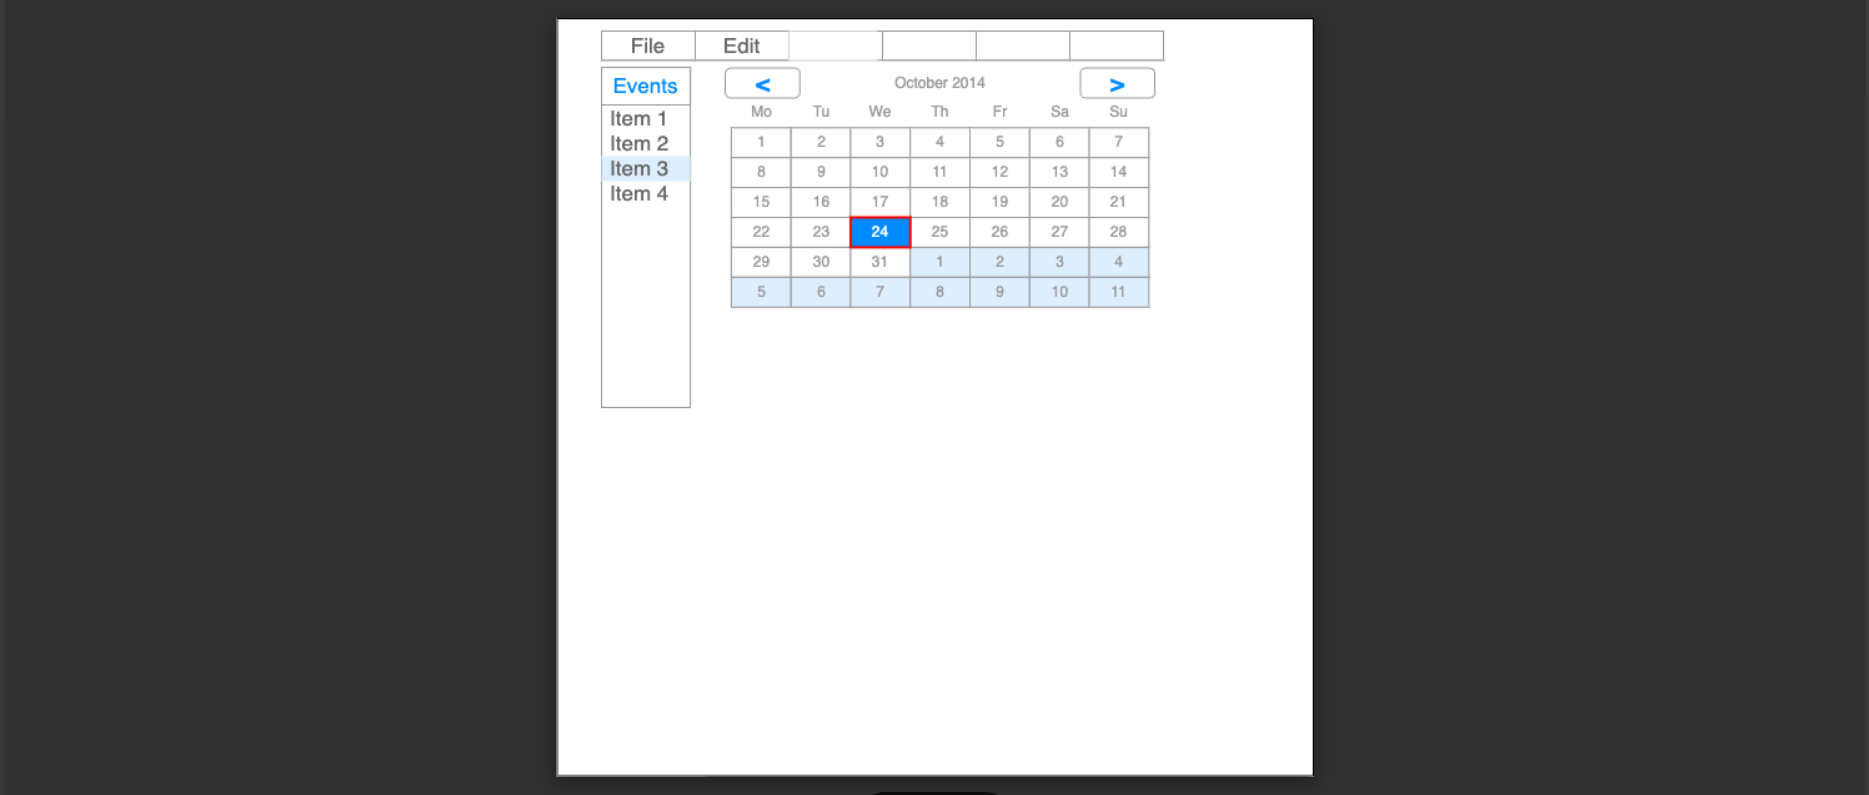 File Edit
Events
Item 1
Item 2
Item 3
Item 4
< October 2014 >
Mo Tu We Th Fr Sa Su
1 2 3 4 5 6 7
8 9 10 11 12 13 14
15 16 17 18 19 20 21
22 23 24 25 26 27 28
29 30 31 1 2 3 4
5 6 7 8 9 10 11